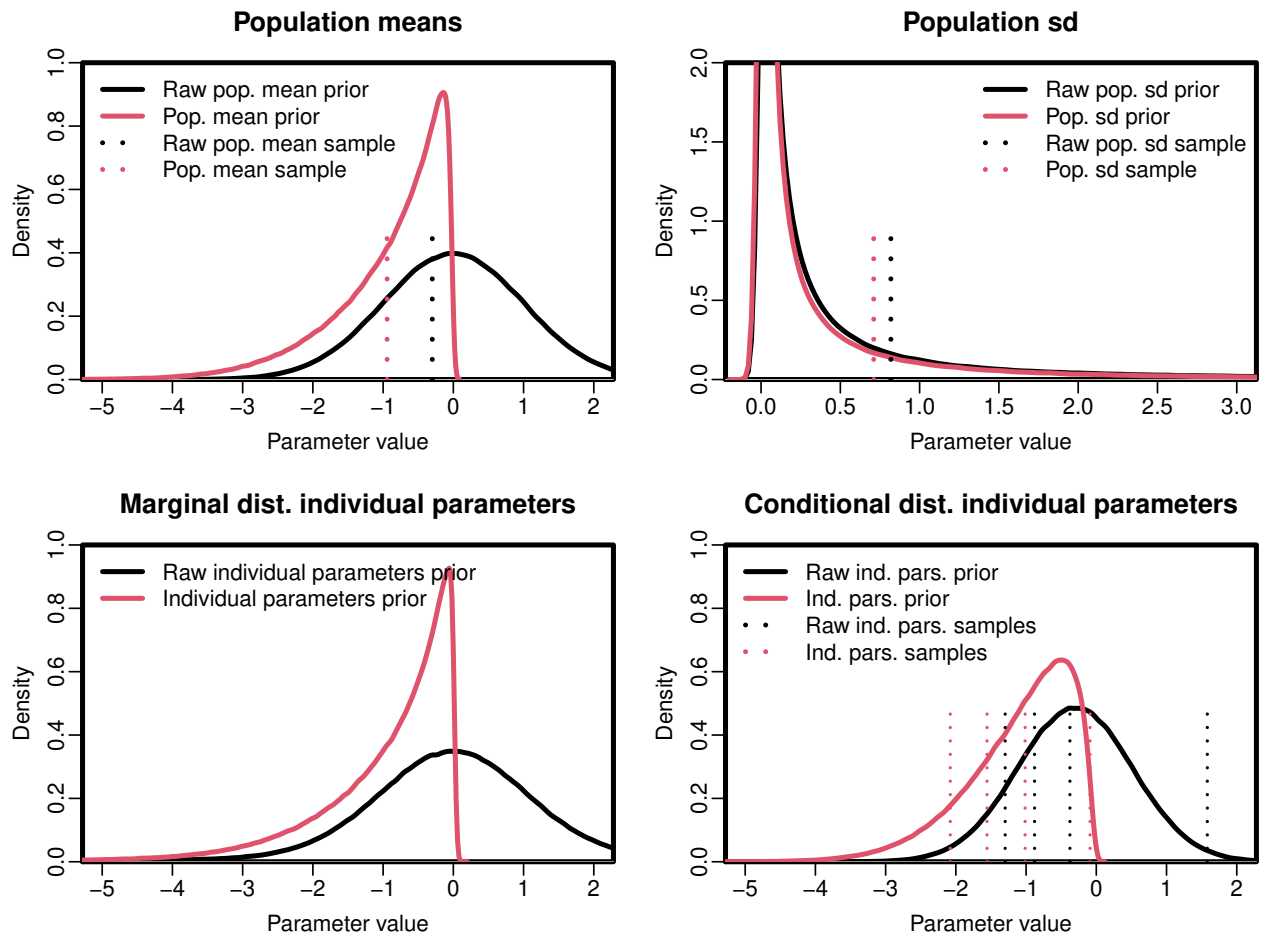 Population means
1.0
0.8
0.6
0.4
0.2
0.0
Density
Raw pop. mean prior
Pop. mean prior
Raw pop. mean sample
Pop. mean sample
−5 −4 −3 −2 −1 0 1 2
Parameter value
Population sd
2.0
1.5
1.0
0.5
0.0
Density
Raw pop. sd prior
Pop. sd prior
Raw pop. sd sample
Pop. sd sample
0.0 0.5 1.0 1.5 2.0 2.5 3.0
Parameter value
Marginal dist. individual parameters
1.0
0.8
0.6
0.4
0.2
0.0
Density
Raw individual parameters prior
Individual parameters prior
−5 −4 −3 −2 −1 0 1 2
Parameter value
Conditional dist. individual parameters
1.0
0.8
0.6
0.4
0.2
0.0
Density
Raw ind. pars. prior
Ind. pars. prior
Raw ind. pars. samples
Ind. pars. samples
−5 −4 −3 −2 −1 0 1 2
Parameter value